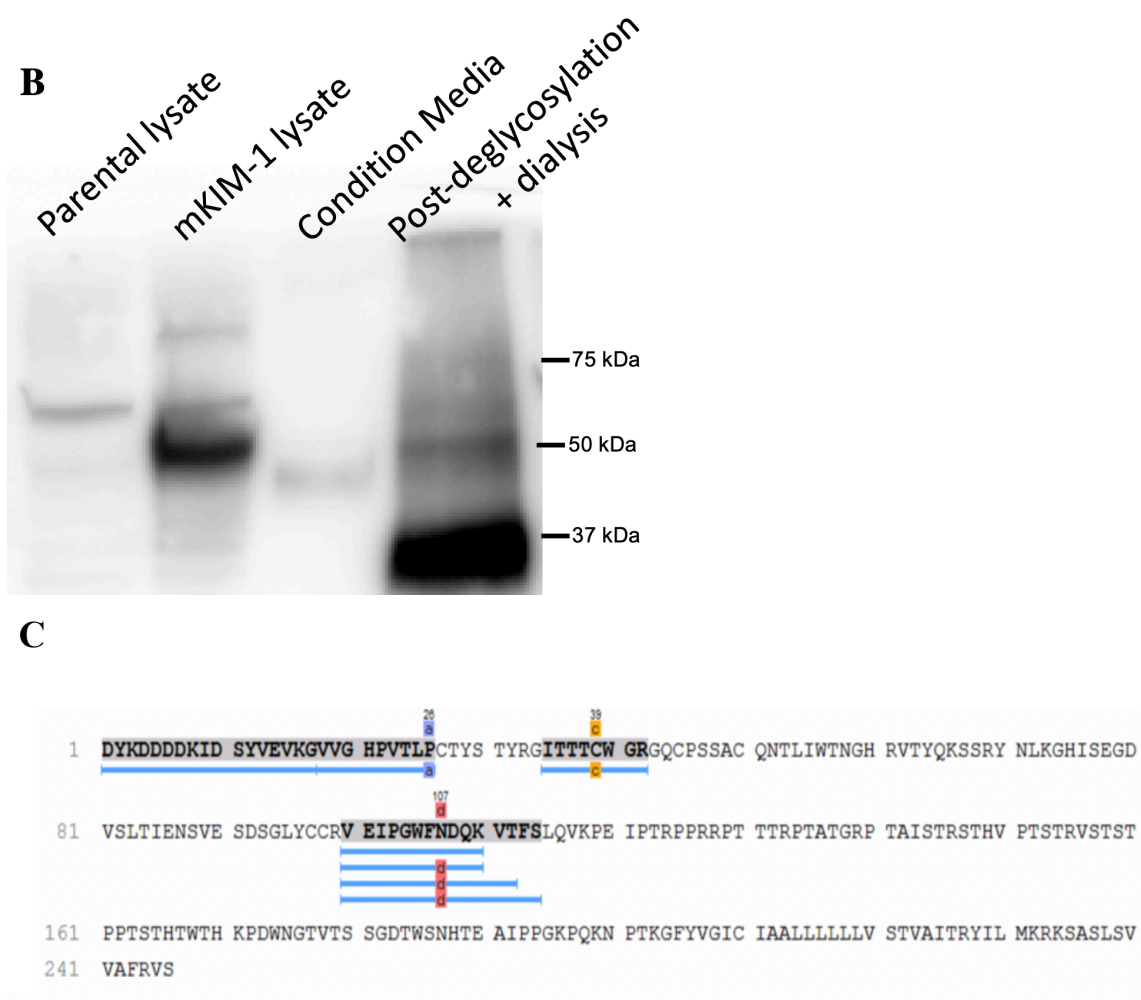 B
Parental lysate
mKIM-1 lysate
Condition Media
Post-deglycosylation
+ dialysis
75 kDa
50 kDa
37 kDa
C
26 39
a c
1 DYKDDDDKID SYVEVKGVVG HPVTLPCTYS TYRGITTTCW GRGQCPSSAC QNTLIWTNGH RVTYQKSSRY NLKGHISEGD
a c
107
d
81 VSLTIENSVE SDSGLYCCRV EIPGWFNDQK VTFSLQVKPE IPTRPPRRPT TTRPTATGRP TAISTRSTHV PTSTRVSTST
d
d
d
161 PPTSTHTWTH KPDWNGTVTS SGDTWSNHTE AIPPGKPQKN PTKGFYVGIC IAALLLLLLV STVAITRYIL MKRKSASLSV
241 VAFRVS